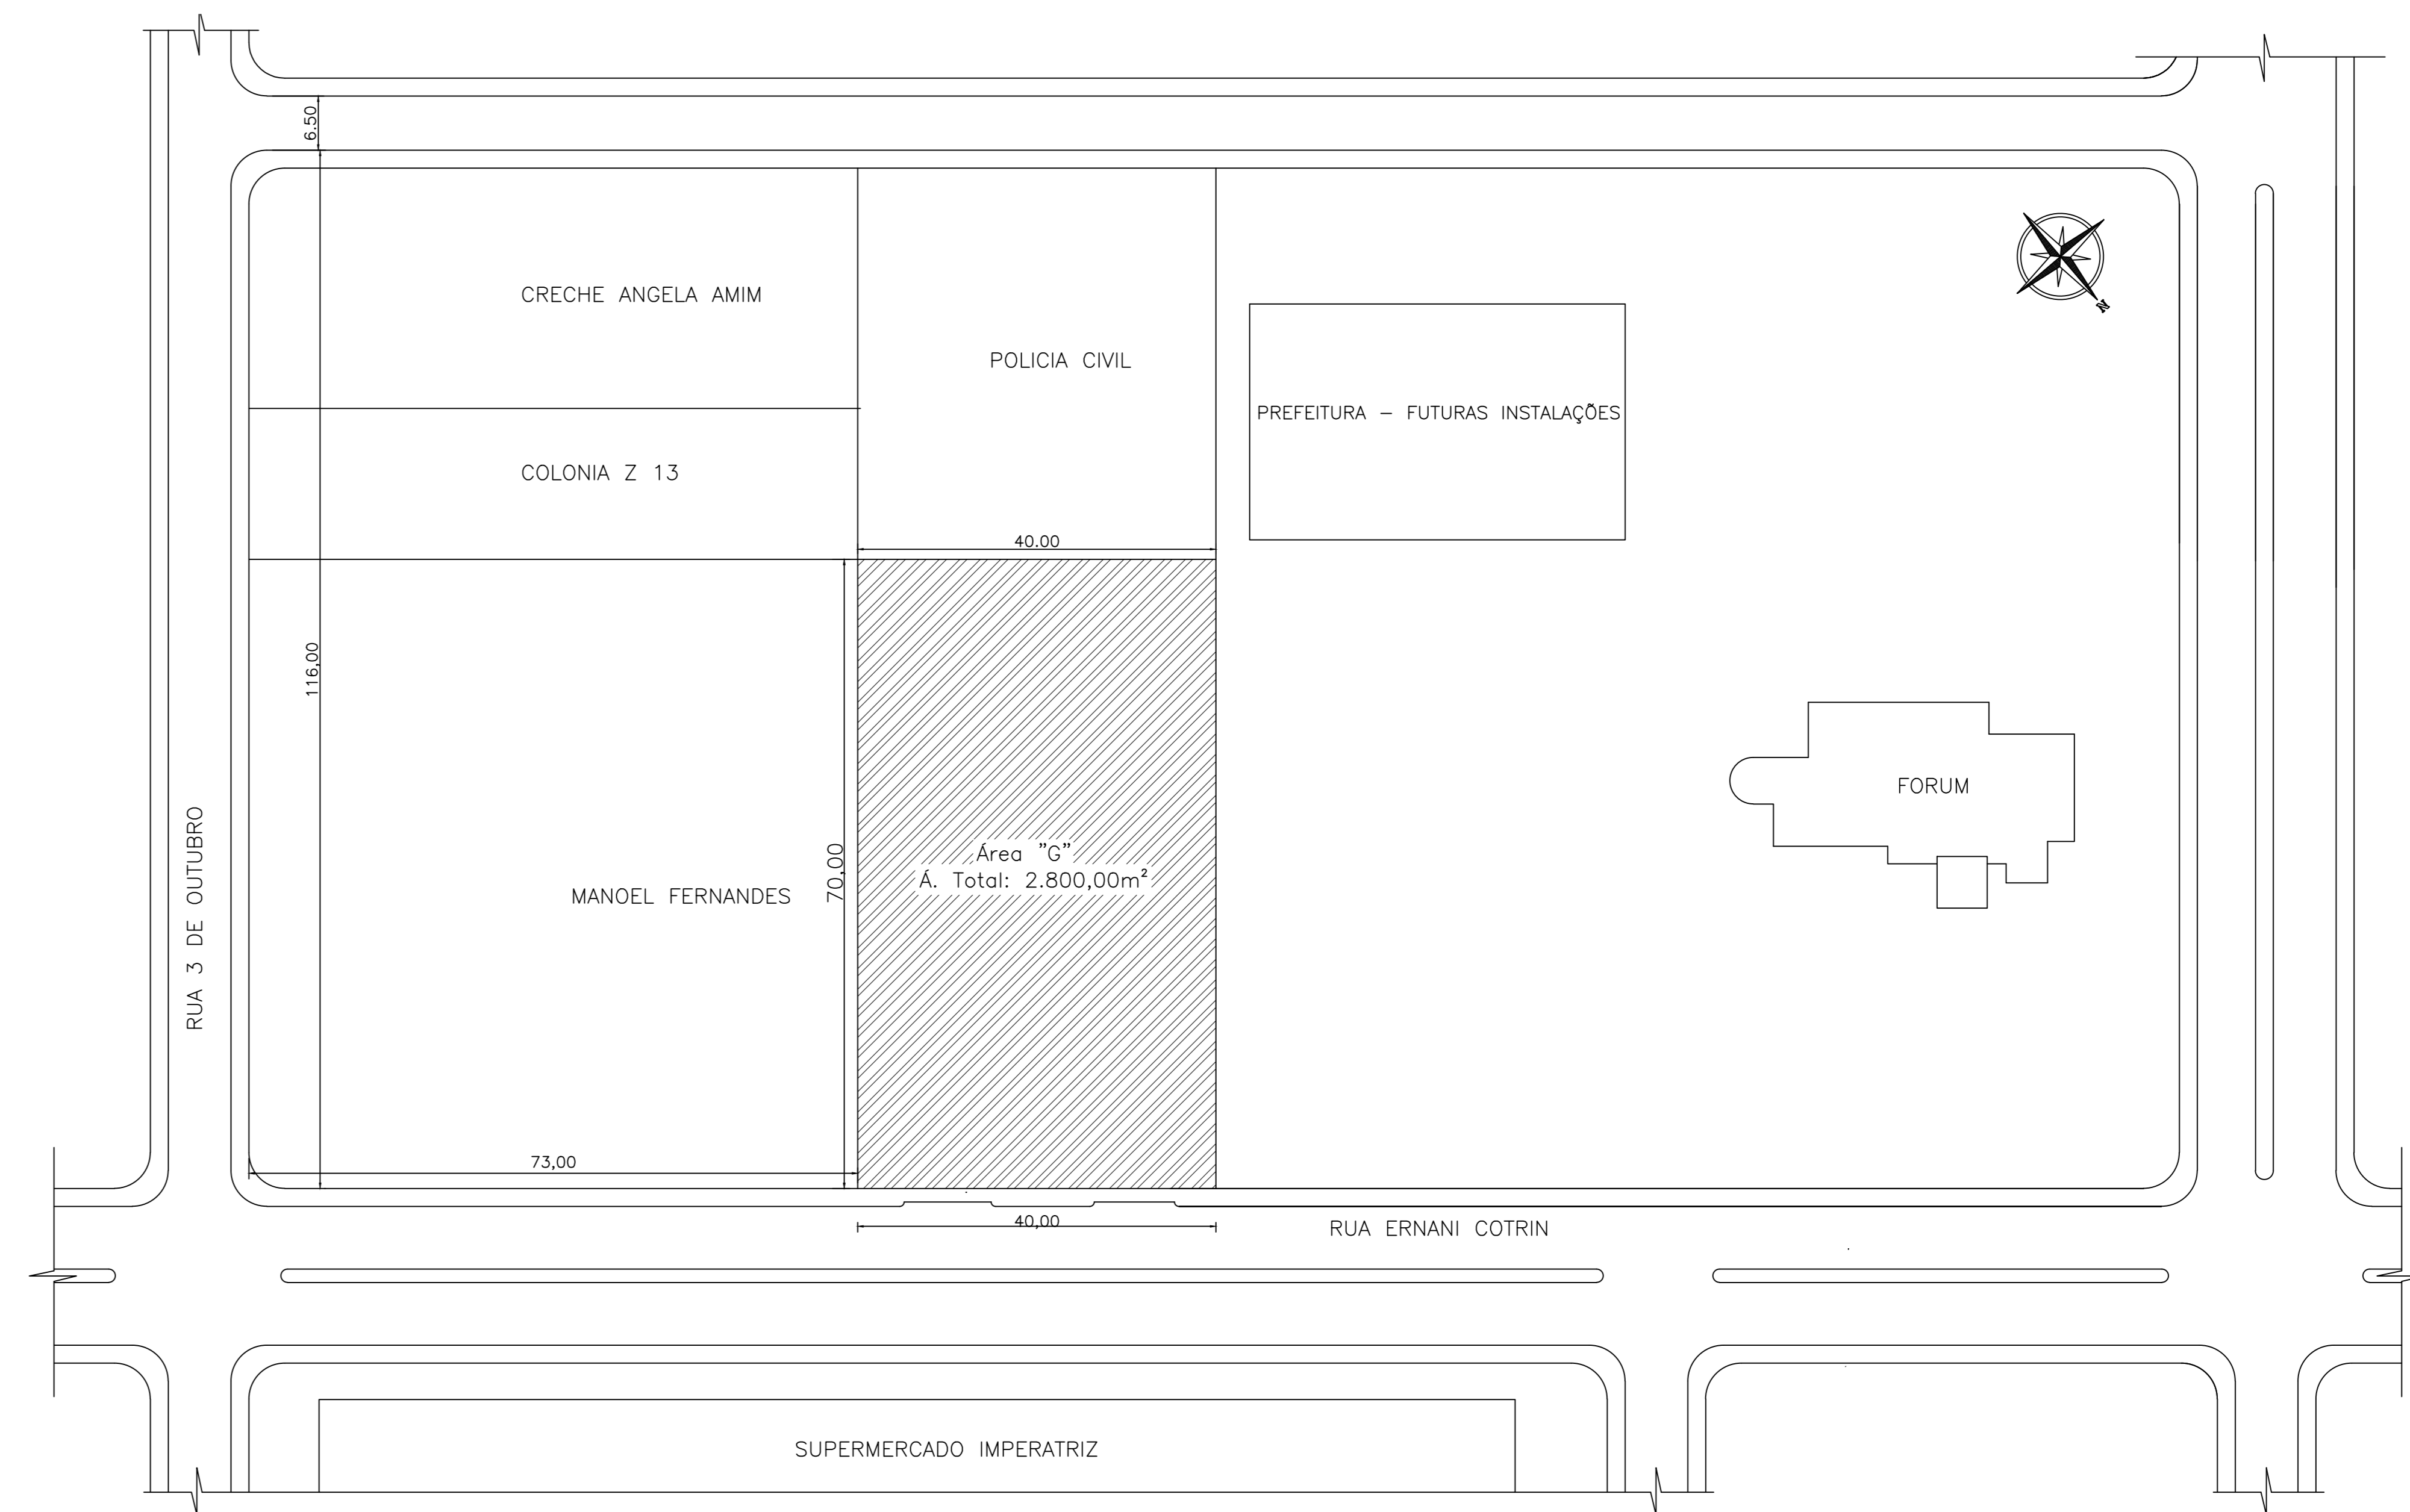 6.50
CRECHE ANGELA AMIM
POLICIA CIVIL
N
PREFEITURA – FUTURAS INSTALAÇÕES
COLONIA Z 13
40.00
116,00
FORUM
RUA 3 DE OUTUBRO
MANOEL FERNANDES
70,00
Área "G"
Á. Total: 2.800,00m²
73,00
40,00
RUA ERNANI COTRIN
SUPERMERCADO IMPERATRIZ